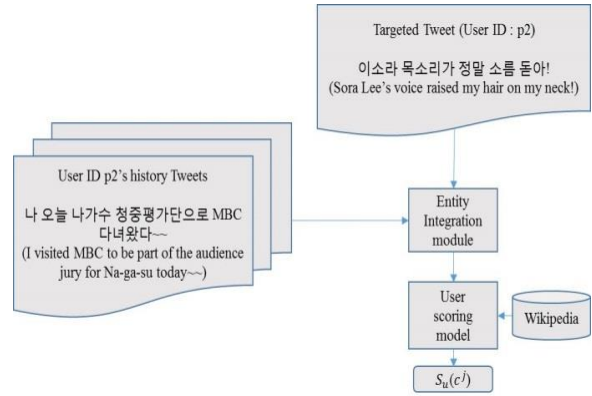 Targeted Tweet (User ID : p2)
이소라 목소리가 정말 소름 돋아!
(Sora Lee's voice raised my hair on my neck!)
User ID p2's history Tweets
나 오늘 나가수 청중평가단으로 MBC
다녀왔다~~
(I visited MBC to be part of the audience
jury for Na-ga-su today~~)
Entity
Integration
module
User
scoring
model
Wikipedia
S_u(c^j)